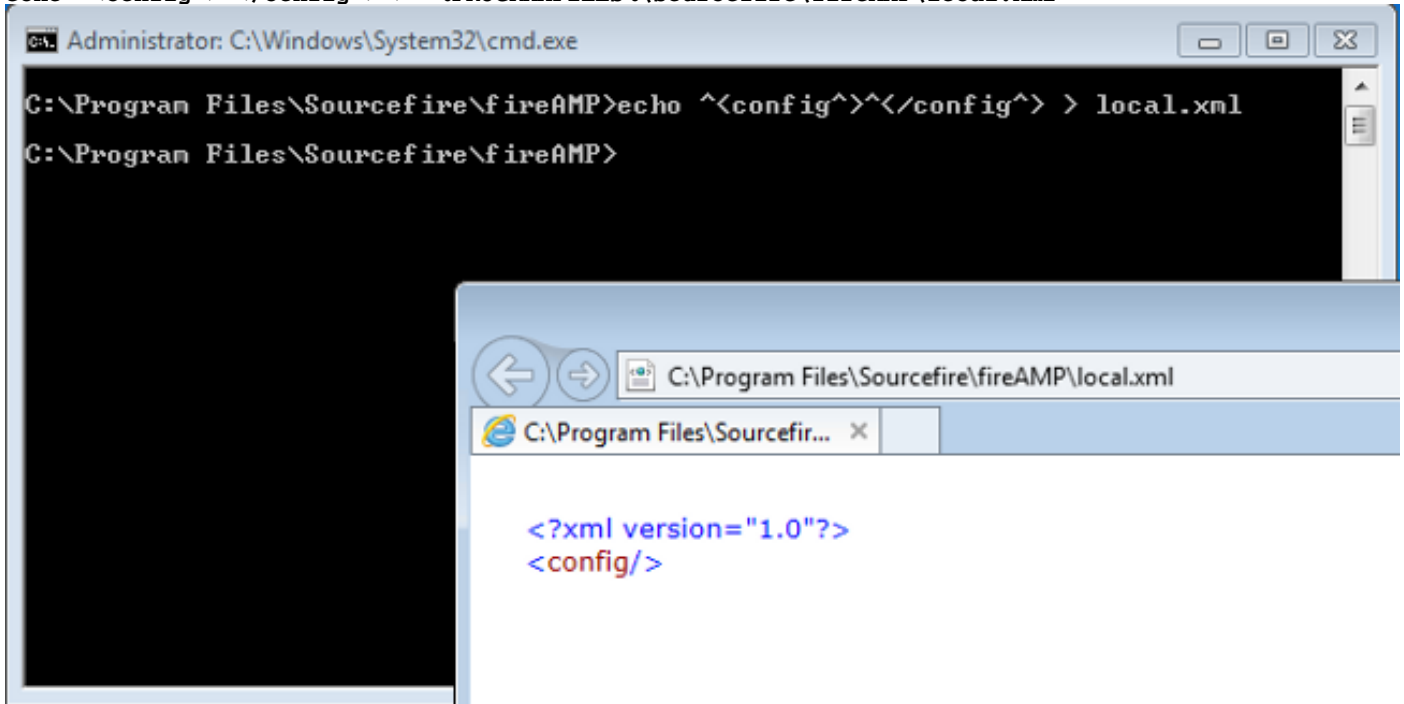 Administrator: C:\Windows\System32\cmd.exe
C:\Program Files\Sourcefire\fireAMP>echo ^<config^>^</config^> > local.xml
C:\Program Files\Sourcefire\fireAMP>
C:\Program Files\Sourcefire\fireAMP\local.xml
C:\Program Files\Sourcefir...
<?xml version="1.0"?>
<config/>